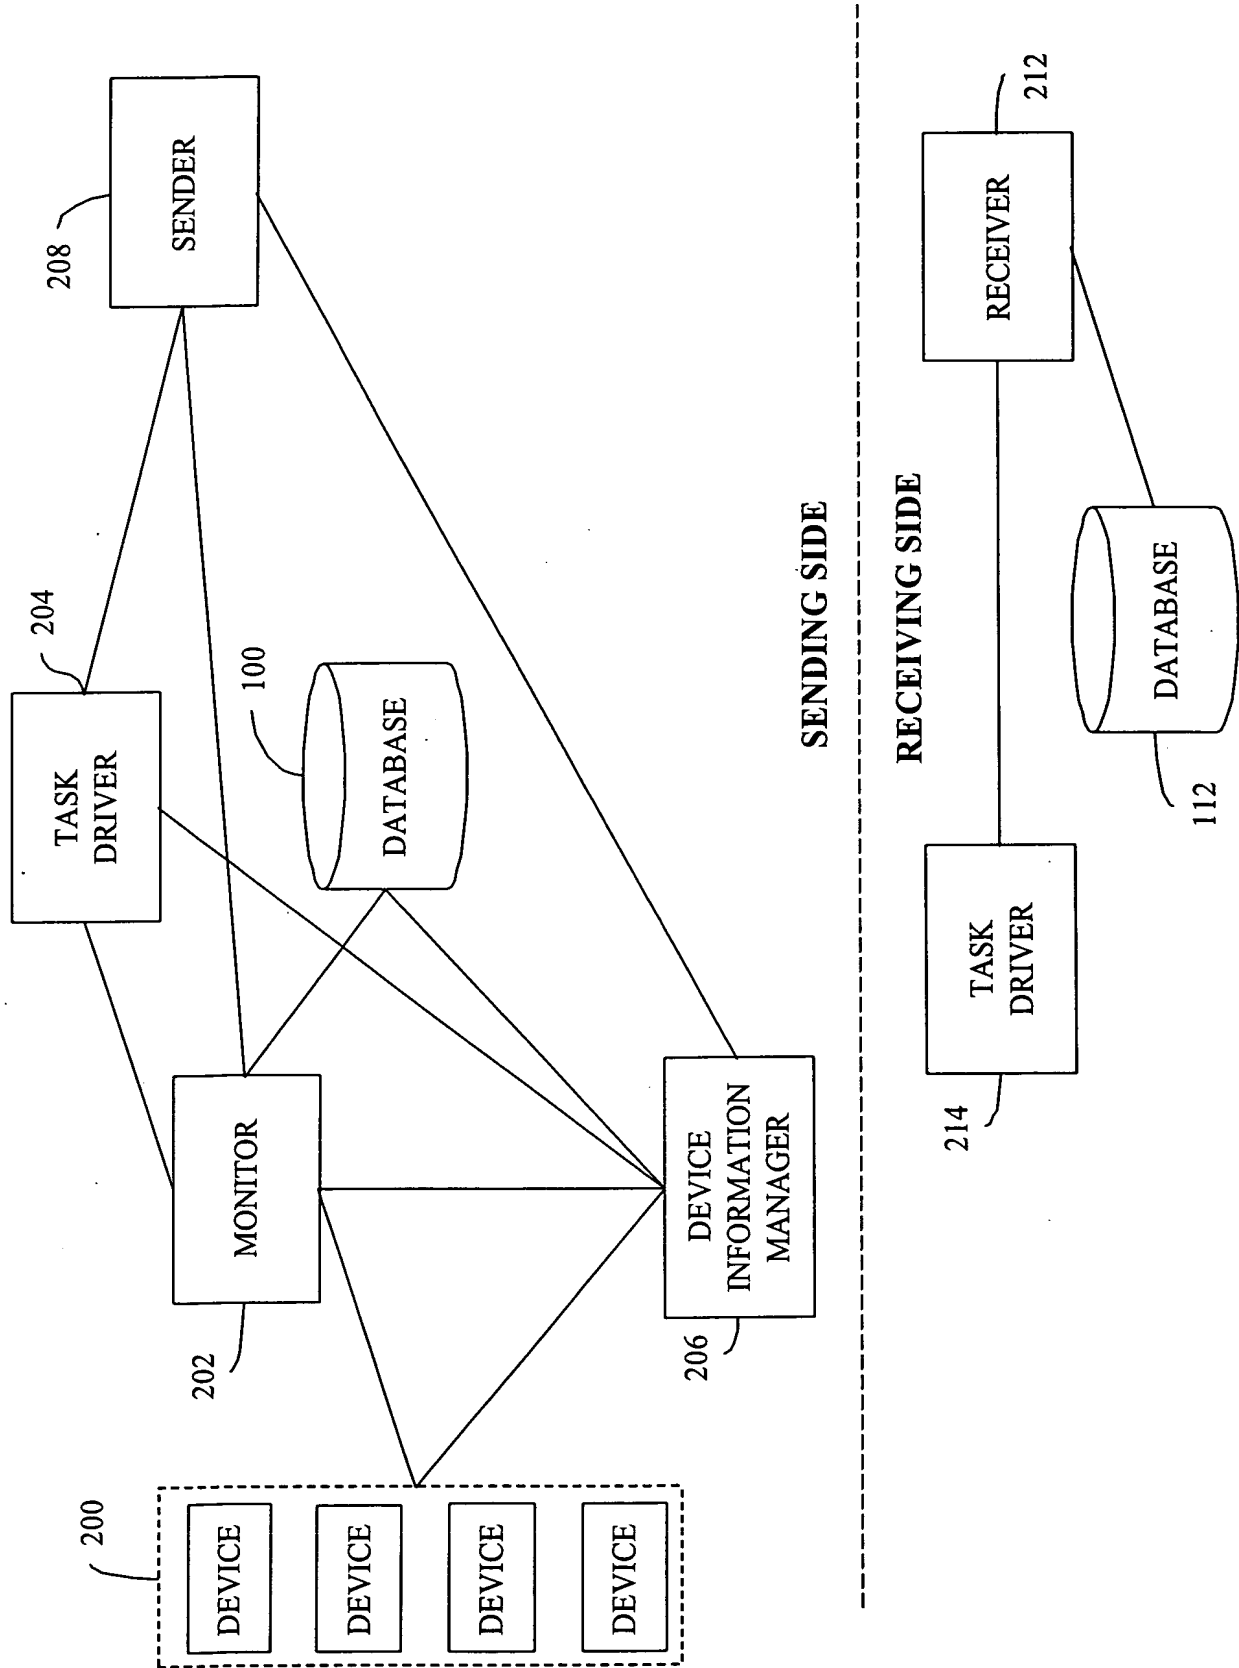 204
TASK
DRIVER
208
SENDER
202
MONITOR
100
DATABASE
200
DEVICE
DEVICE
DEVICE
DEVICE
206
DEVICE
INFORMATION
MANAGER
SENDING SIDE
RECEIVING SIDE
214
TASK
DRIVER
212
RECEIVER
112
DATABASE